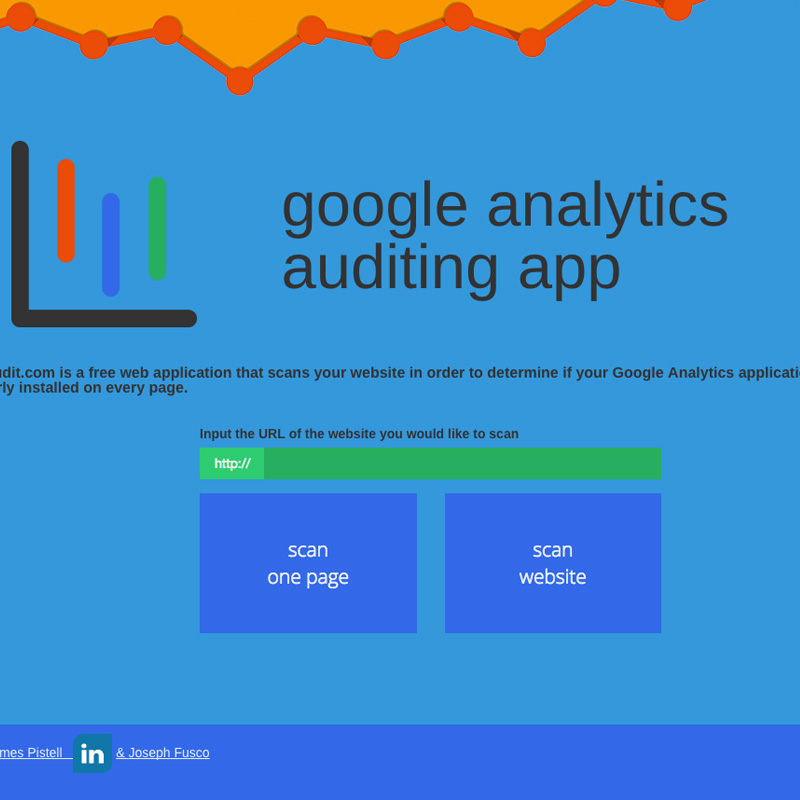 google analytics
auditing app
dit.com is a free web application that scans your website in order to determine if your Google Analytics applicati
rly installed on every page.
Input the URL of the website you would like to scan
http://
scan
one page
scan
website
mes Pistell in & Joseph Fusco